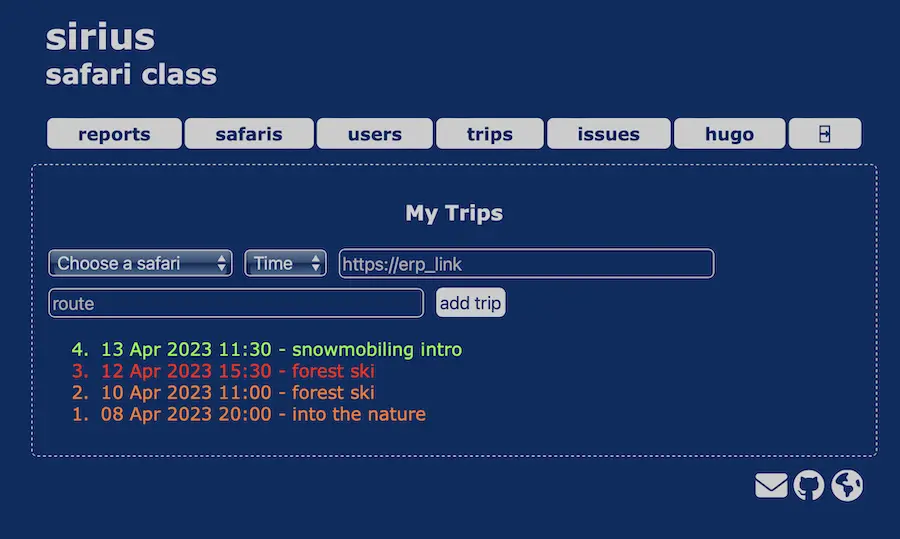 sirius
safari class
reports safaris users trips issues hugo
My Trips
Choose a safari Time https://erp_link
route add trip
4. 13 Apr 2023 11:30 - snowmobiling intro
3. 12 Apr 2023 15:30 - forest ski
2. 10 Apr 2023 11:00 - forest ski
1. 08 Apr 2023 20:00 - into the nature